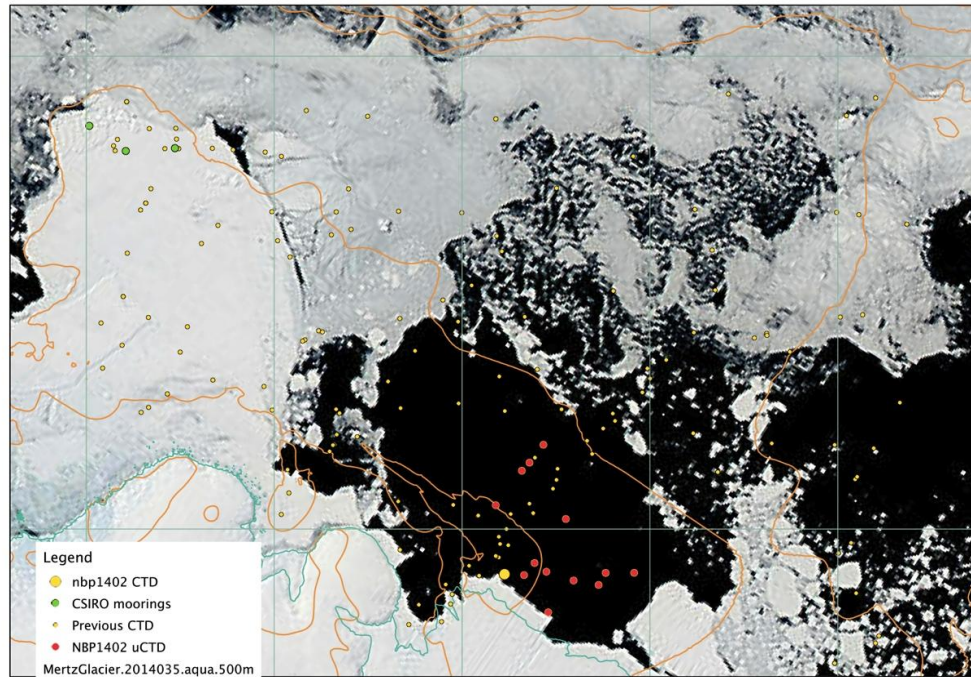 Legend
nbp1402 CTD
CSIRO moorings
Previous CTD
NBP1402 uCTD
MertzGlacier.2014035.aqua.500m